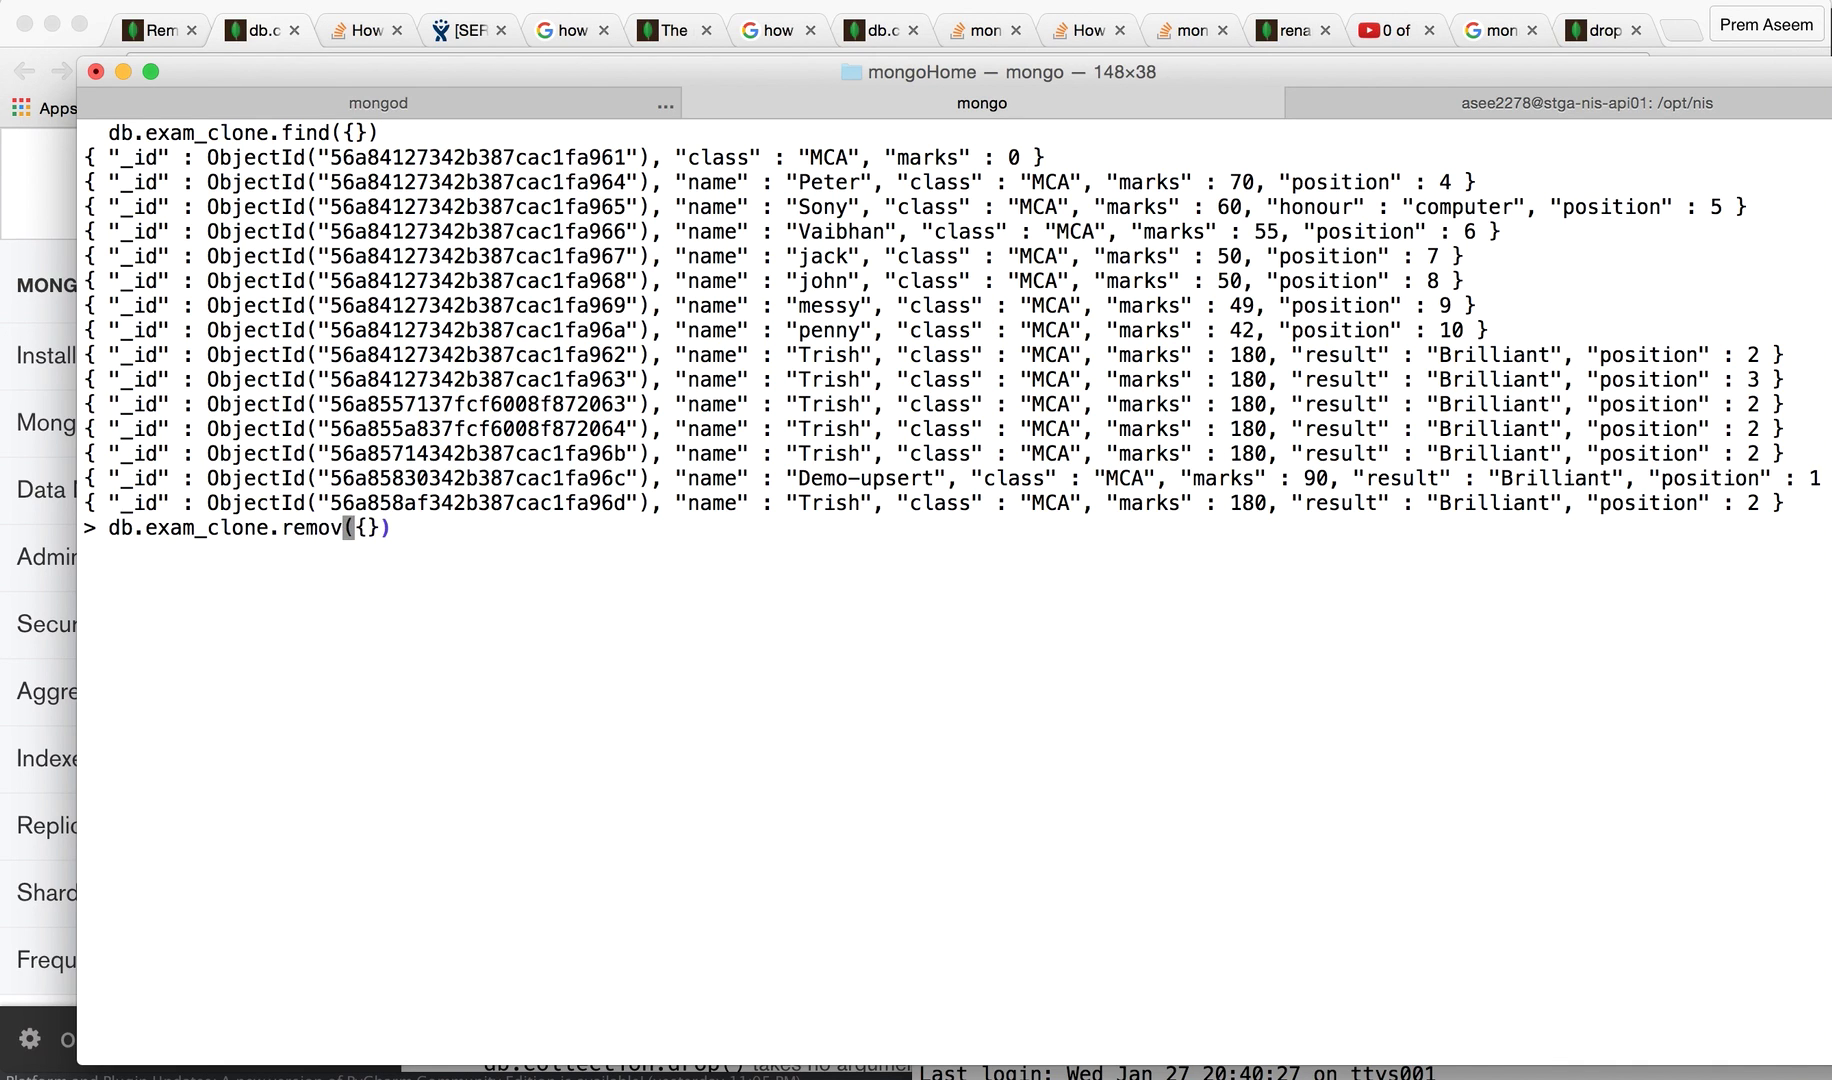 Rem
db.c
How
[SER
how
The
how
db.c
mon
How
mon
rena
0 of
mon
drop
Prem Aseem
mongoHome — mongo — 148×38
Apps
mongod
...
mongo
asee2278@stga-nis-api01: /opt/nis
db.exam_clone.find({})
{ "_id" : ObjectId("56a84127342b387cac1fa961"), "class" : "MCA", "marks" : 0 }
{ "_id" : ObjectId("56a84127342b387cac1fa964"), "name" : "Peter", "class" : "MCA", "marks" : 70, "position" : 4 }
{ "_id" : ObjectId("56a84127342b387cac1fa965"), "name" : "Sony", "class" : "MCA", "marks" : 60, "honour" : "computer", "position" : 5 }
{ "_id" : ObjectId("56a84127342b387cac1fa966"), "name" : "Vaibhan", "class" : "MCA", "marks" : 55, "position" : 6 }
{ "_id" : ObjectId("56a84127342b387cac1fa967"), "name" : "jack", "class" : "MCA", "marks" : 50, "position" : 7 }
{ "_id" : ObjectId("56a84127342b387cac1fa968"), "name" : "john", "class" : "MCA", "marks" : 50, "position" : 8 }
{ "_id" : ObjectId("56a84127342b387cac1fa969"), "name" : "messy", "class" : "MCA", "marks" : 49, "position" : 9 }
{ "_id" : ObjectId("56a84127342b387cac1fa96a"), "name" : "penny", "class" : "MCA", "marks" : 42, "position" : 10 }
{ "_id" : ObjectId("56a84127342b387cac1fa962"), "name" : "Trish", "class" : "MCA", "marks" : 180, "result" : "Brilliant", "position" : 2 }
{ "_id" : ObjectId("56a84127342b387cac1fa963"), "name" : "Trish", "class" : "MCA", "marks" : 180, "result" : "Brilliant", "position" : 3 }
{ "_id" : ObjectId("56a8557137fcf6008f872063"), "name" : "Trish", "class" : "MCA", "marks" : 180, "result" : "Brilliant", "position" : 2 }
{ "_id" : ObjectId("56a855a837fcf6008f872064"), "name" : "Trish", "class" : "MCA", "marks" : 180, "result" : "Brilliant", "position" : 2 }
{ "_id" : ObjectId("56a85714342b387cac1fa96b"), "name" : "Trish", "class" : "MCA", "marks" : 180, "result" : "Brilliant", "position" : 2 }
{ "_id" : ObjectId("56a85830342b387cac1fa96c"), "name" : "Demo-upsert", "class" : "MCA", "marks" : 90, "result" : "Brilliant", "position" : 1
{ "_id" : ObjectId("56a858af342b387cac1fa96d"), "name" : "Trish", "class" : "MCA", "marks" : 180, "result" : "Brilliant", "position" : 2 }
> db.exam_clone.remov({})
MONG
Install
Mong
Data
Admin
Secur
Aggre
Indexe
Replic
Shard
Frequ
O
db.collection.drop() takes no argumen
Last login: Wed Jan 27 20:40:27 on ttys001